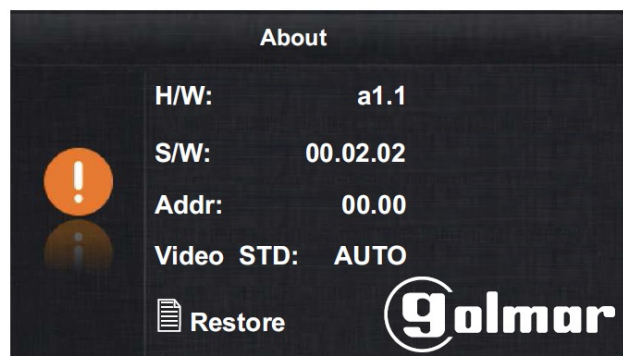 About
H/W: a1.1
S/W: 00.02.02
Addr: 00.00
Video STD: AUTO
Restore
golmar